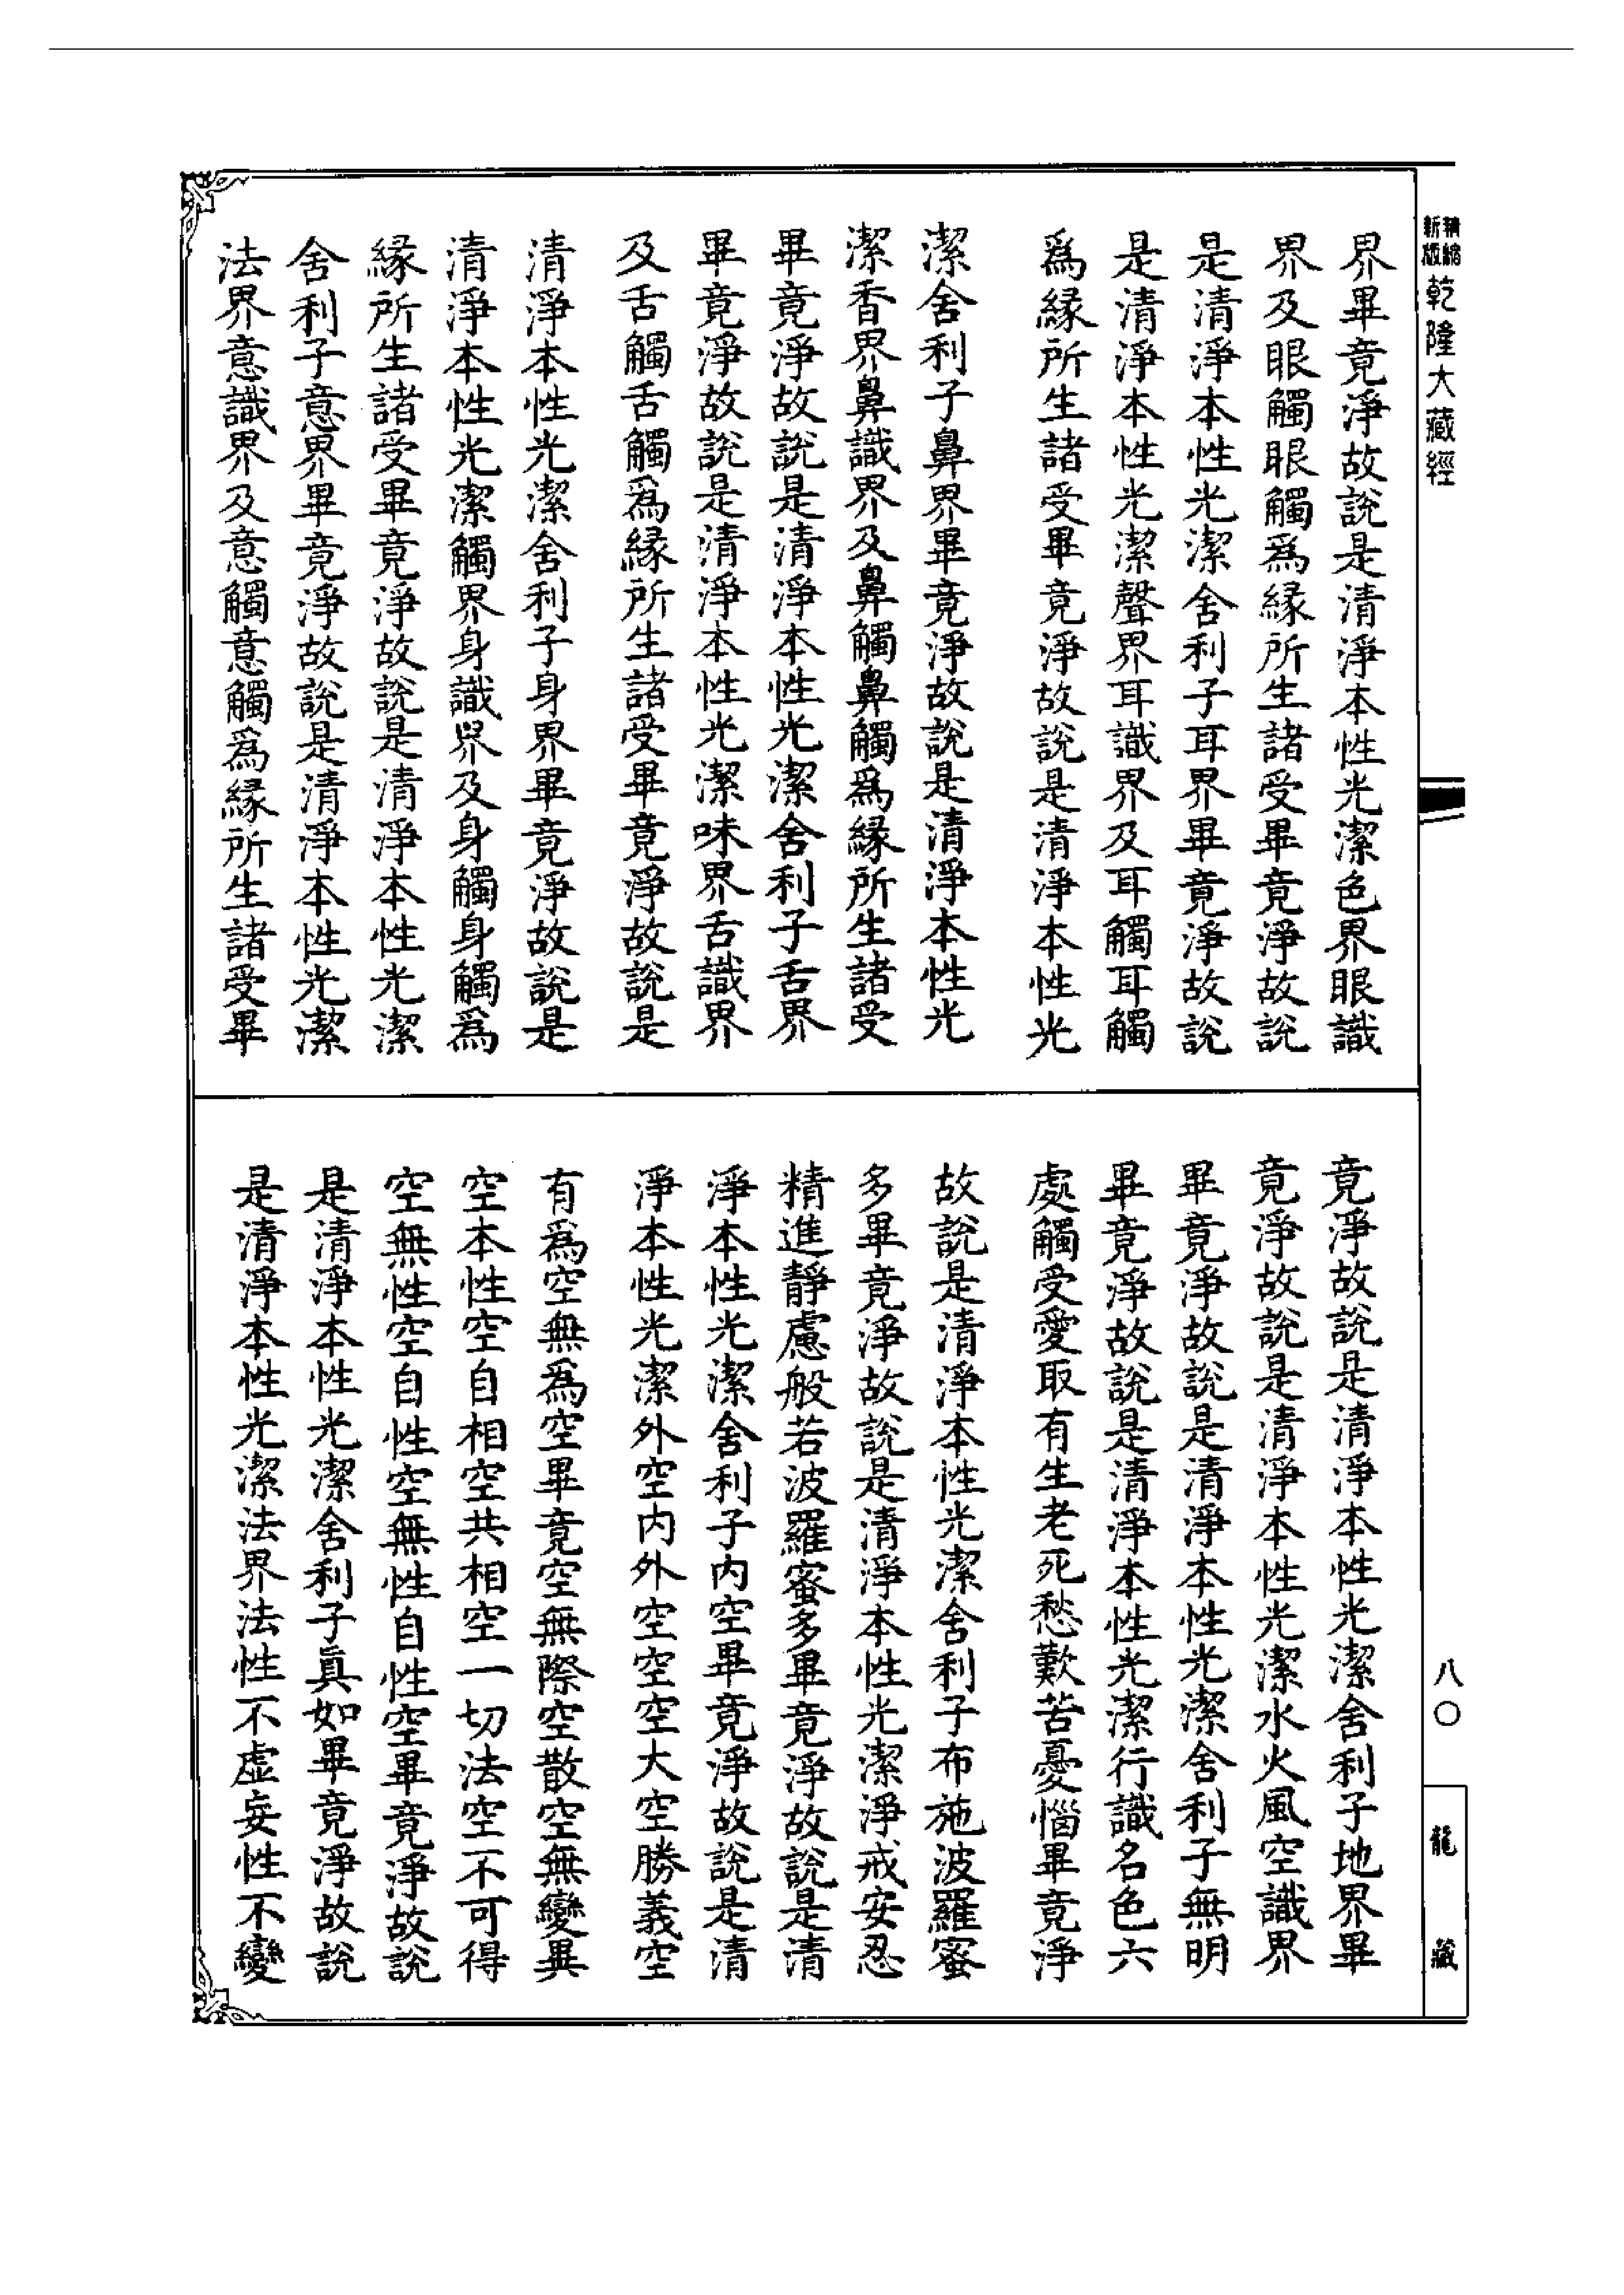 精縮新版乾隆大藏經
界畢竟淨故說是清淨本性光潔色界眼識
界及眼觸眼觸爲緣所生諸受畢竟淨故說
是清淨本性光潔舍利子耳界畢竟淨故說
是清淨本性光潔聲界耳識界及耳觸耳觸
爲緣所生諸受畢竟淨故說是清淨本性光
潔舍利子鼻界畢竟淨故說是清淨本性光
潔香界鼻識界及鼻觸鼻觸爲緣所生諸受
畢竟淨故說是清淨本性光潔舍利子舌界
畢竟淨故說是清淨本性光潔味界舌識界
及舌觸舌觸爲緣所生諸受畢竟淨故說是
清淨本性光潔舍利子身界畢竟淨故說是
清淨本性光潔觸界身識界及身觸身觸爲
緣所生諸受畢竟淨故說是清淨本性光潔
舍利子意界畢竟淨故說是清淨本性光潔
法界意識界及意觸意觸爲緣所生諸受畢
竟淨故說是清淨本性光潔舍利子地界畢
竟淨故說是清淨本性光潔水火風空識界
畢竟淨故說是清淨本性光潔舍利子無明
畢竟淨故說是清淨本性光潔行識名色六
處觸受愛取有生老死愁歎苦憂惱畢竟淨
故說是清淨本性光潔舍利子布施波羅蜜
多畢竟淨故說是清淨本性光潔淨戒安忍
精進靜慮般若波羅蜜多畢竟淨故說是清
淨本性光潔舍利子内空畢竟淨故說是清
淨本性光潔外空内外空空空大空勝義空
有爲空無爲空畢竟空無際空散空無變異
空本性空自相空共相空一切法空不可得
空無性空自性空無性自性空畢竟淨故說
是清淨本性光潔舍利子眞如畢竟淨故說
是清淨本性光潔法界法性不虛妄性不變
八〇
龍藏